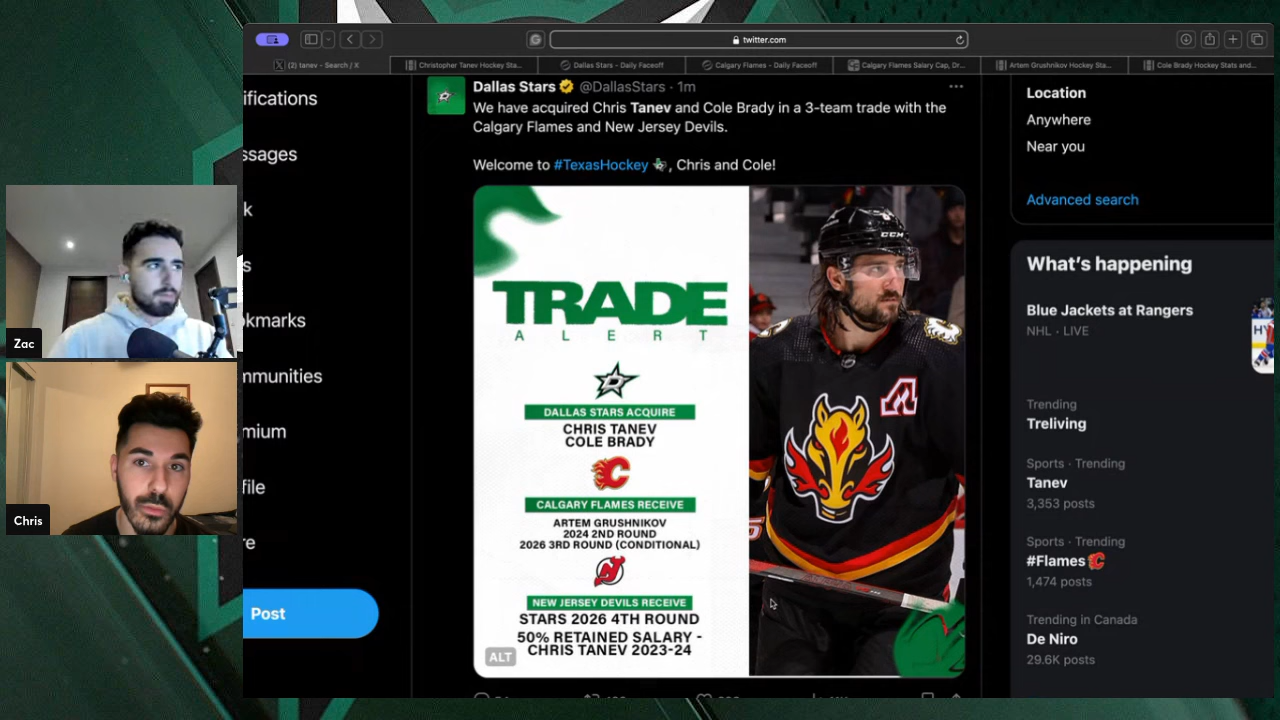 twitter.com
(2) tanev - Search / X
Christopher Tanev Hockey Sta...
Dallas Stars - Daily Faceoff
Calgary Flames - Daily Faceoff
Calgary Flames Salary Cap, Dr...
Artem Grushnikov Hockey Sta...
Cole Brady Hockey Stats and...
ifications
ssages
k
s
okmarks
mmunities
mium
file
re
Post
Zac
Chris
Dallas Stars @DallasStars · 1m
We have acquired Chris Tanev and Cole Brady in a 3-team trade with the
Calgary Flames and New Jersey Devils.
Welcome to #TexasHockey , Chris and Cole!
TRADE
ALERT
DALLAS STARS ACQUIRE
CHRIS TANEV
COLE BRADY
CALGARY FLAMES RECEIVE
ARTEM GRUSHNIKOV
2024 2ND ROUND
2026 3RD ROUND (CONDITIONAL)
NEW JERSEY DEVILS RECEIVE
STARS 2026 4TH ROUND
50% RETAINED SALARY -
CHRIS TANEV 2023-24
ALT
CCM
A
Location
Anywhere
Near you
Advanced search
What's happening
Blue Jackets at Rangers
NHL · LIVE
Trending
Treliving
Sports · Trending
Tanev
3,353 posts
Sports · Trending
#Flames
1,474 posts
Trending in Canada
De Niro
29.6K posts